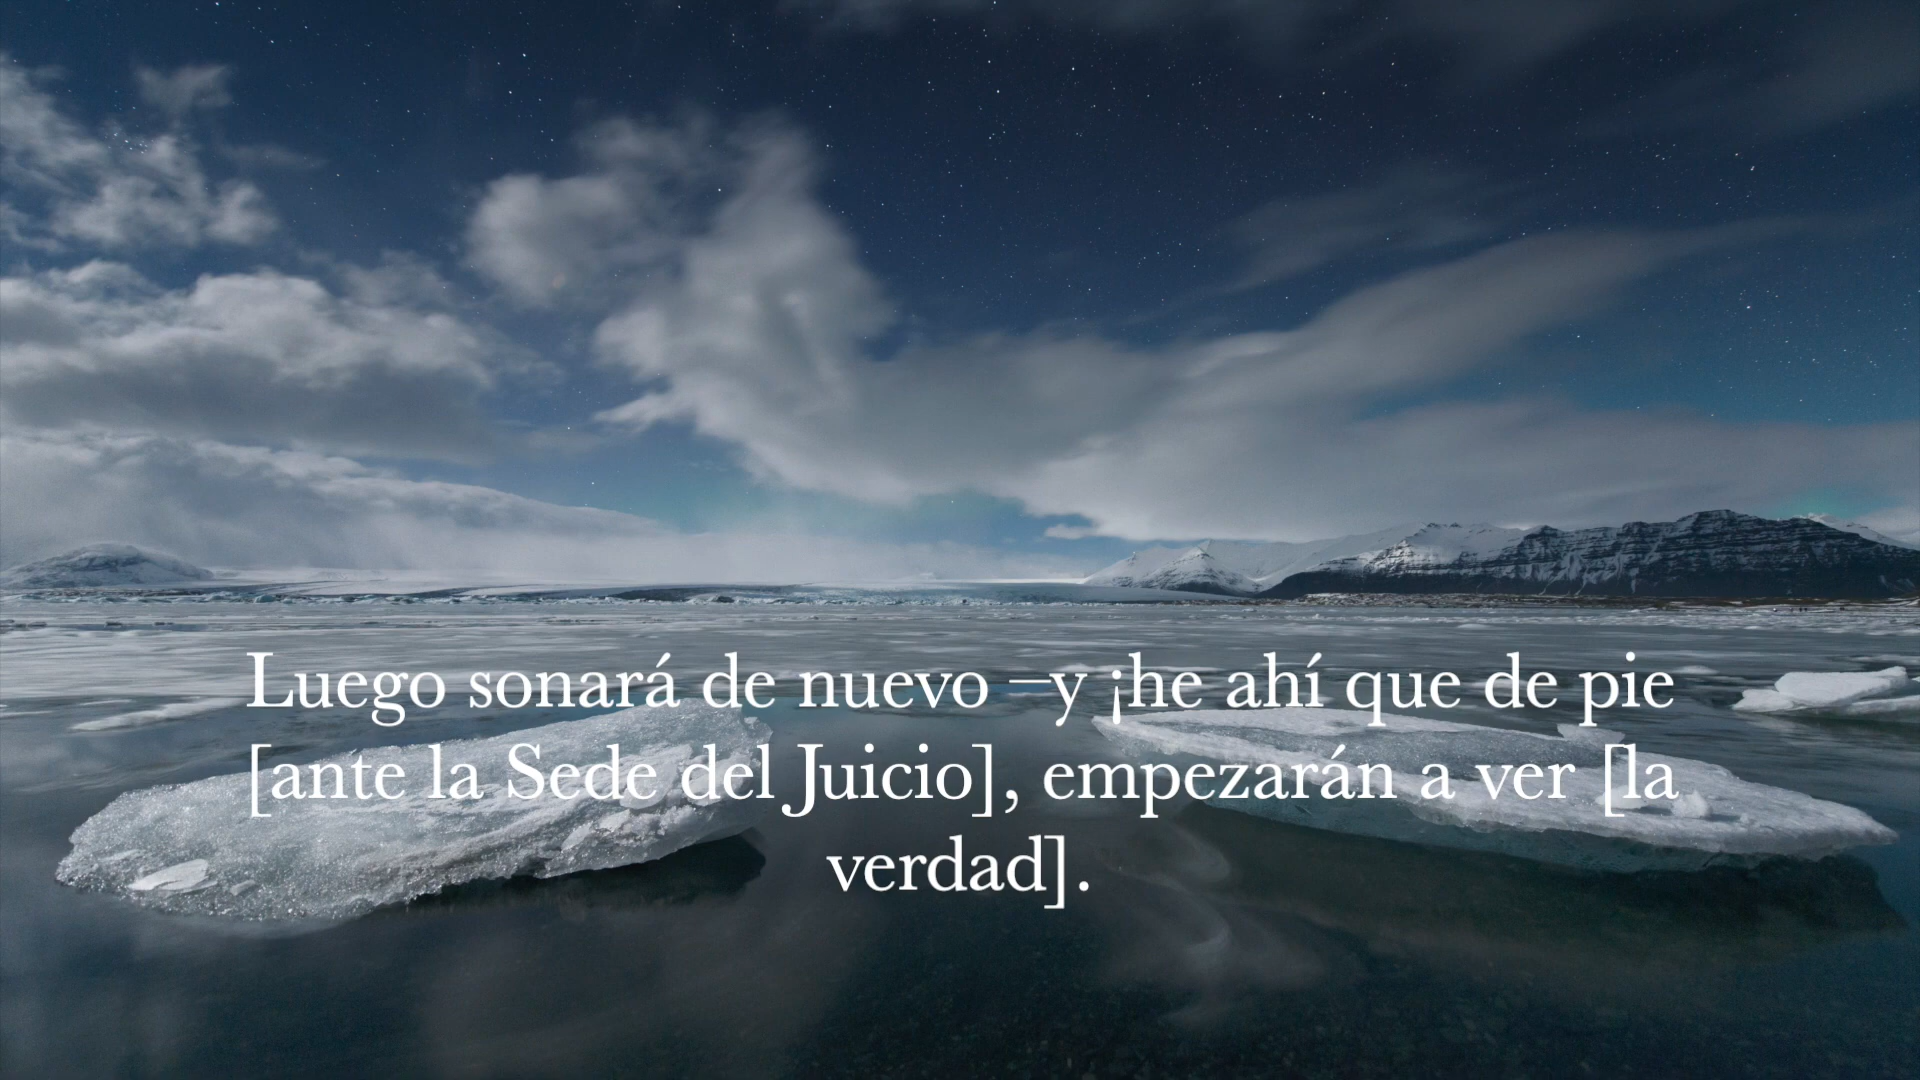 Luego sonará de nuevo —y ¡he ahí que de pie
[ante la Sede del Juicio], empezarán a ver [la
verdad].